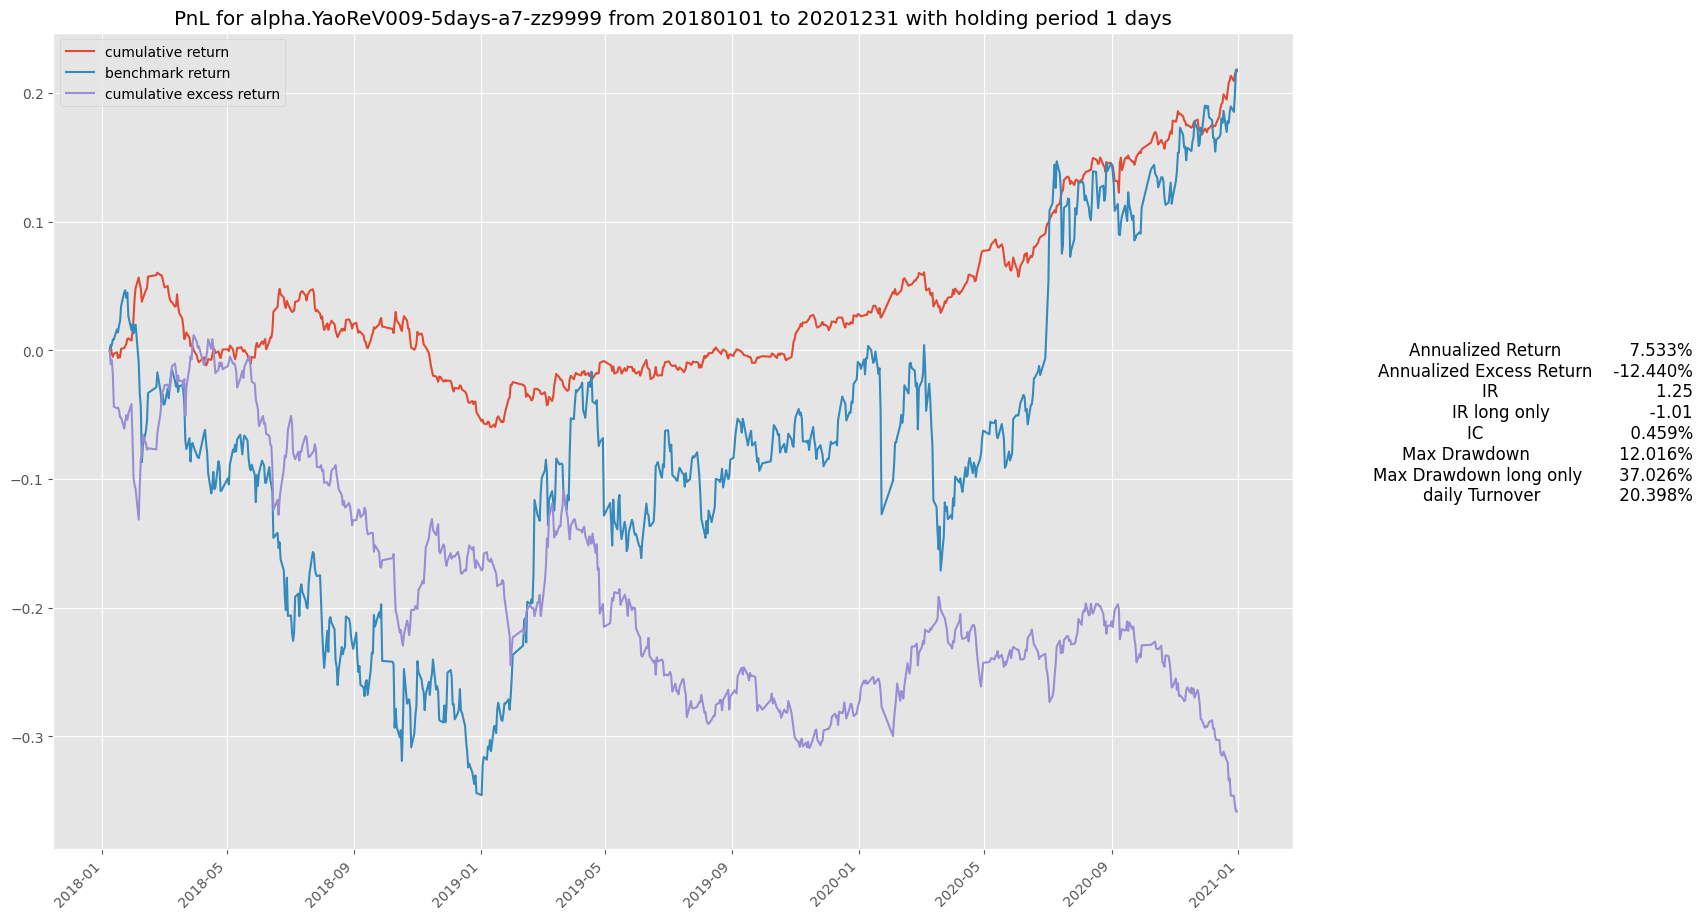 PnL for alpha.YaoReV009-5days-a7-zz9999 from 20180101 to 20201231 with holding period 1 days
cumulative return
benchmark return
cumulative excess return
0.2
0.1
0.0
−0.1
−0.2
−0.3
2018-01
2018-05
2018-09
2019-01
2019-05
2019-09
2020-01
2020-05
2020-09
2021-01
Annualized Return 7.533%
Annualized Excess Return -12.440%
IR 1.25
IR long only -1.01
IC 0.459%
Max Drawdown 12.016%
Max Drawdown long only 37.026%
daily Turnover 20.398%